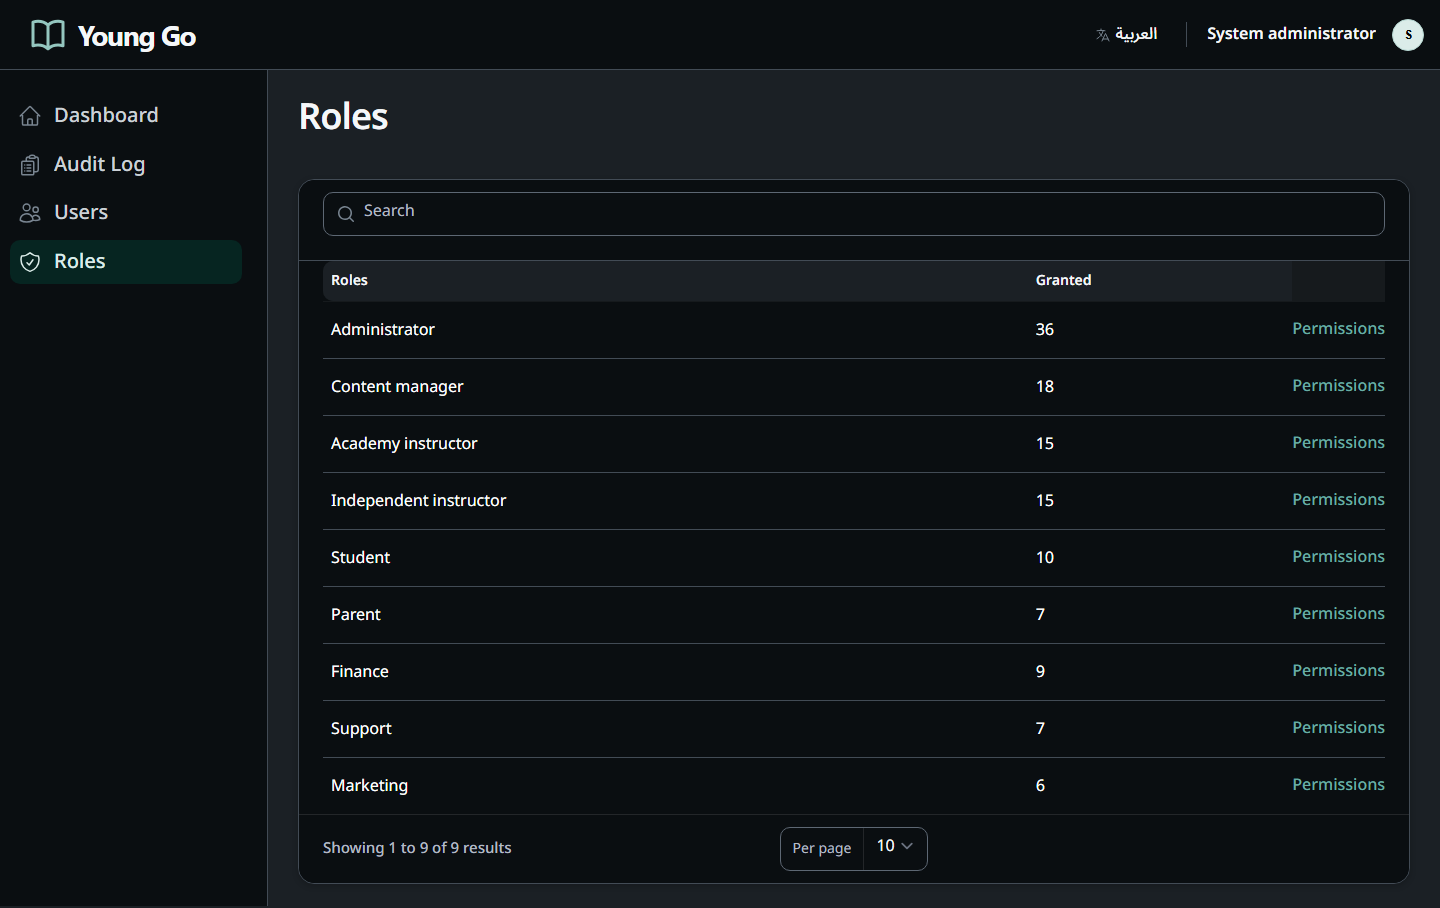 Young Go
العربية
System administrator
S
Dashboard
Audit Log
Users
Roles
Roles
Search
Roles Granted
Administrator 36 Permissions
Content manager 18 Permissions
Academy instructor 15 Permissions
Independent instructor 15 Permissions
Student 10 Permissions
Parent 7 Permissions
Finance 9 Permissions
Support 7 Permissions
Marketing 6 Permissions
Showing 1 to 9 of 9 results
Per page 10